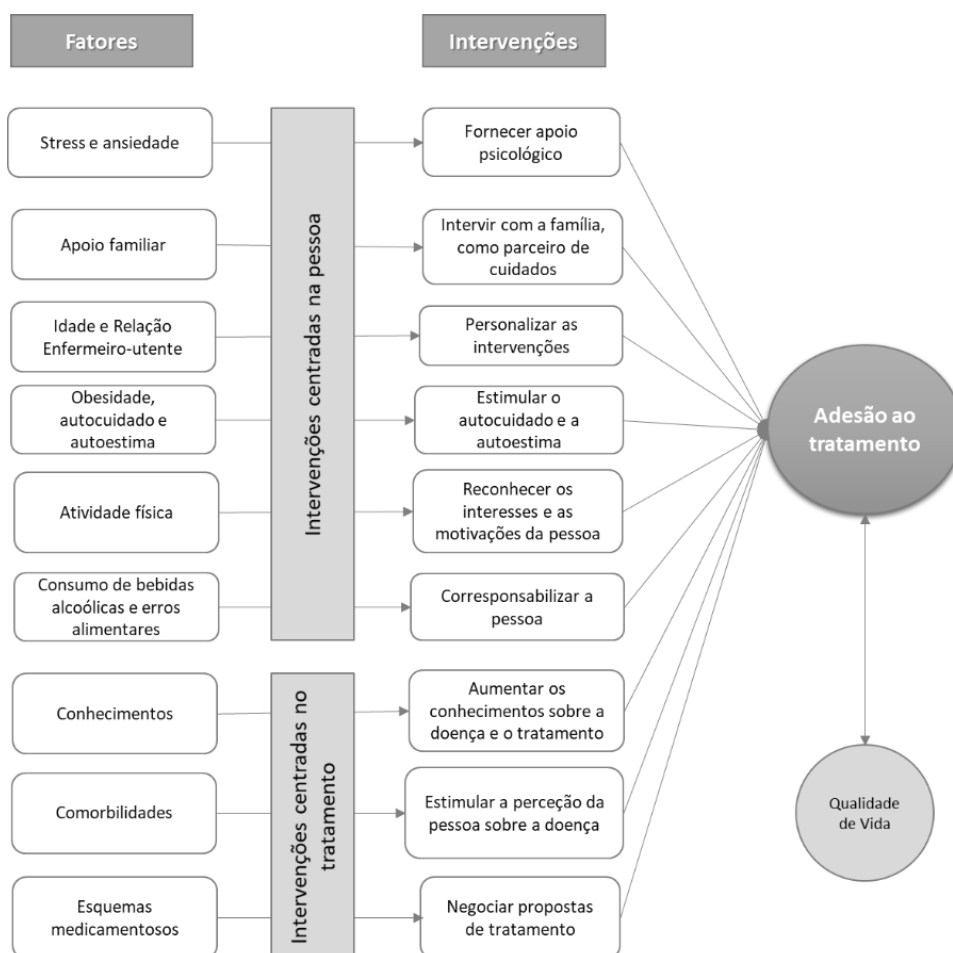 Fatores
Intervenções
Stress e ansiedade
Fornecer apoio
psicológico
Apoio familiar
Intervir com a família,
como parceiro de
cuidados
Idade e Relação
Enfermeiro-utente
Personalizar as
intervenções
Obesidade,
autocuidado e
autoestima
Estimular o
autocuidado e a
autoestima
Atividade física
Reconhecer os
interesses e as
motivações da pessoa
Consumo de bebidas
alcoólicas e erros
alimentares
Corresponsabilizar a
pessoa
Intervenções centradas na pessoa
Conhecimentos
Aumentar os
conhecimentos sobre a
doença e o tratamento
Comorbilidades
Estimular a perceção da
pessoa sobre a doença
Esquemas
medicamentosos
Negociar propostas
de tratamento
Intervenções centradas no
tratamento
Adesão ao
tratamento
Qualidade
de Vida